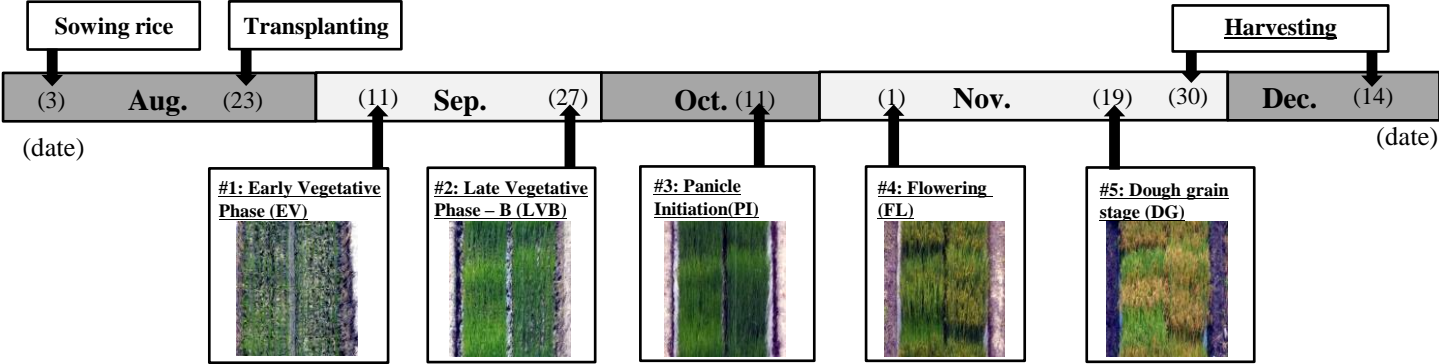 Sowing rice
Transplanting
Harvesting
(3) Aug. (23) (11) Sep. (27) Oct. (11) (1) Nov. (19) (30) Dec. (14)
(date)
(date)
#1: Early Vegetative
Phase (EV)
#2: Late Vegetative
Phase – B (LVB)
#3: Panicle
Initiation(PI)
#4: Flowering
(FL)
#5: Dough grain
stage (DG)